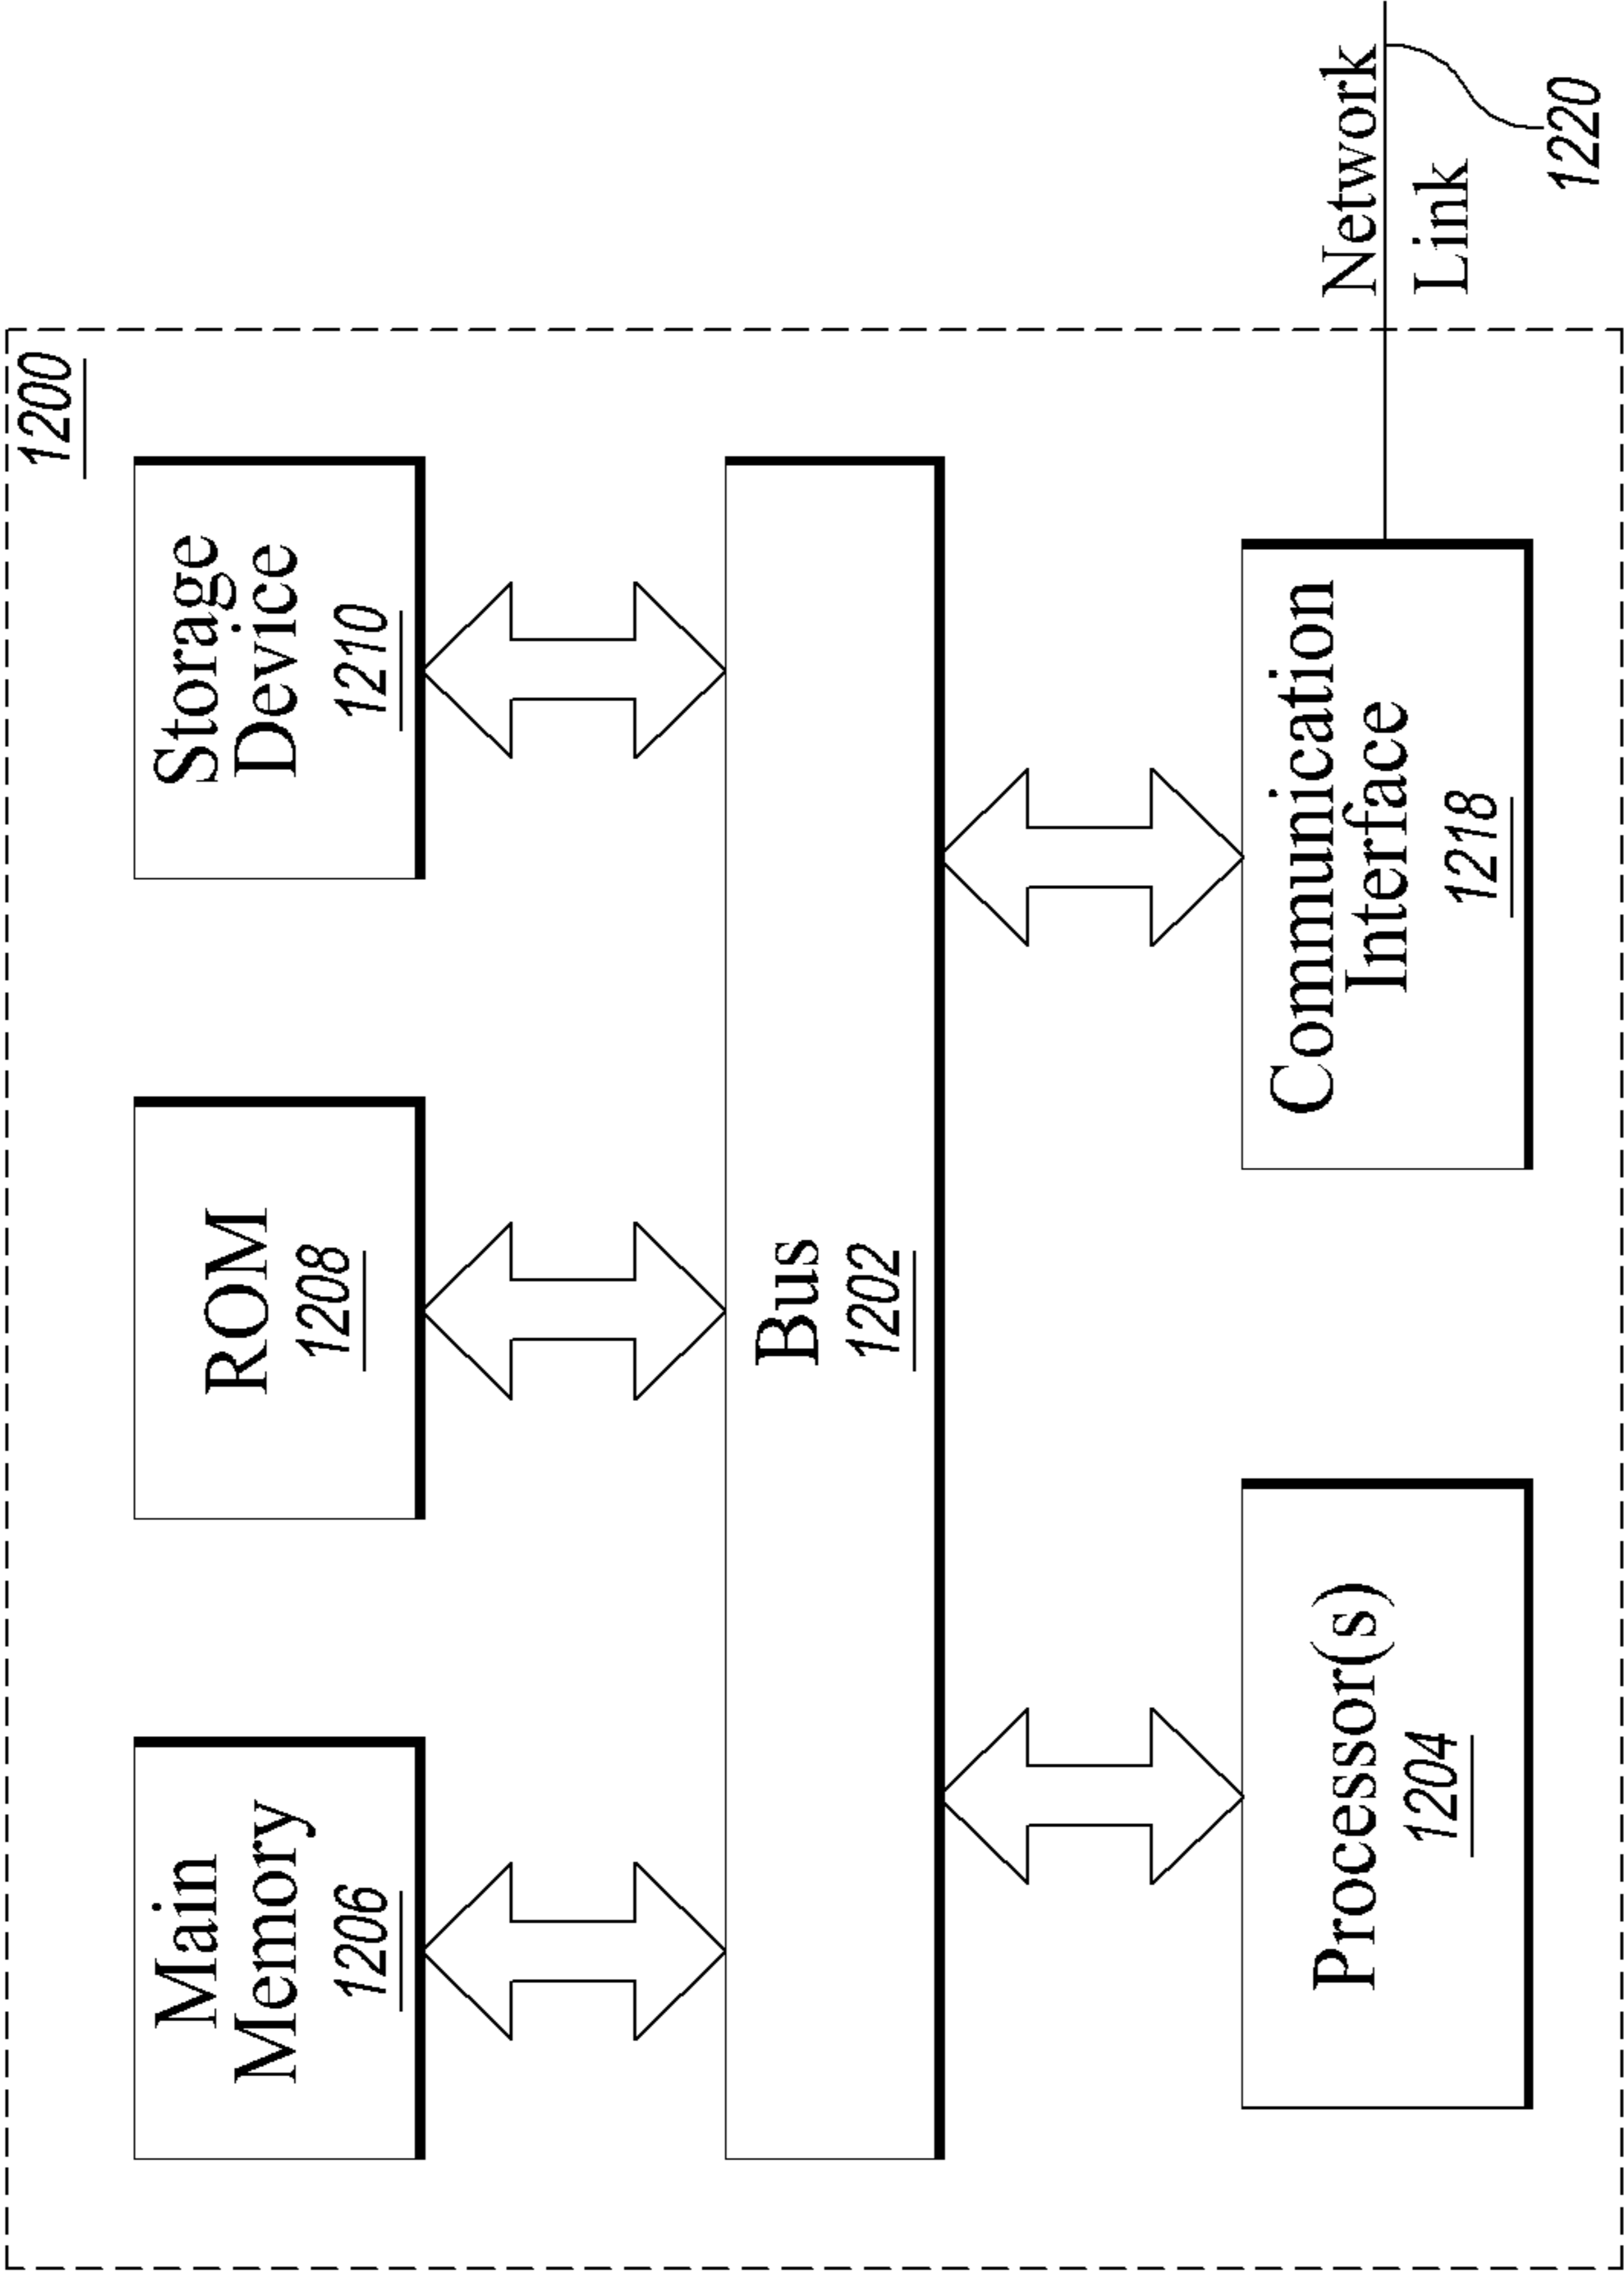 1200
Main
Memory
1206
ROM
1208
Storage
Device
1210
Bus
1202
Processor(s)
1204
Communication
Interface
1218
Network
Link
1220